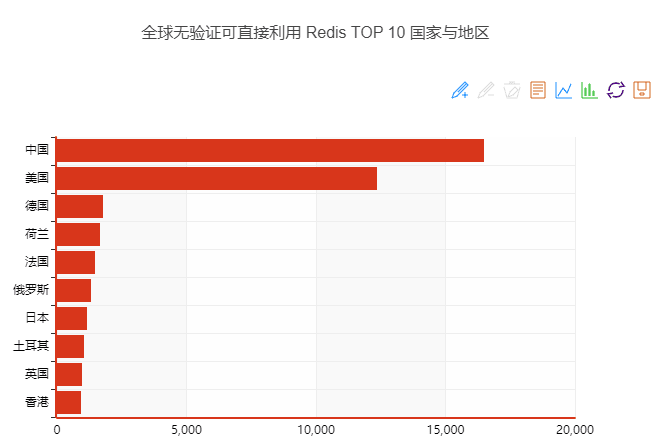 全球无验证可直接利用 Redis TOP 10 国家与地区
中国
美国
德国
荷兰
法国
俄罗斯
日本
土耳其
英国
香港
0 5,000 10,000 15,000 20,000